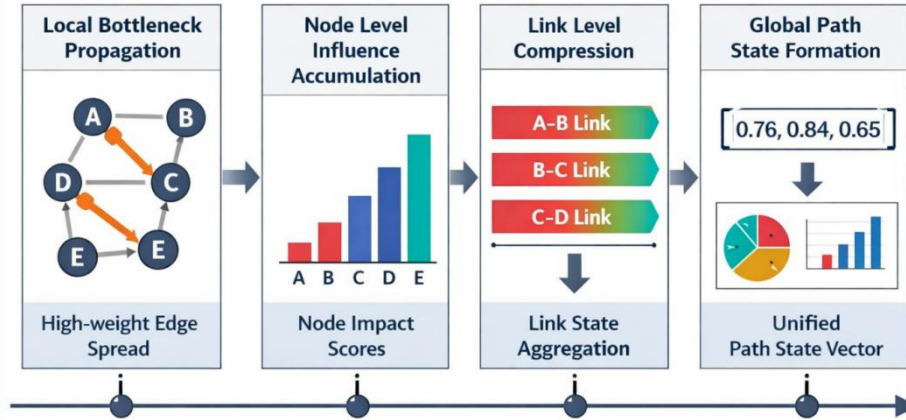 Local Bottleneck
Propagation
A
B
D
C
E
E
High-weight Edge
Spread
Node Level
Influence
Accumulation
A B C D E
Node Impact
Scores
Link Level
Compression
A-B Link
B-C Link
C-D Link
Link State
Aggregation
Global Path
State Formation
[0.76, 0.84, 0.65]
Unified
Path State Vector
i
i
i
i